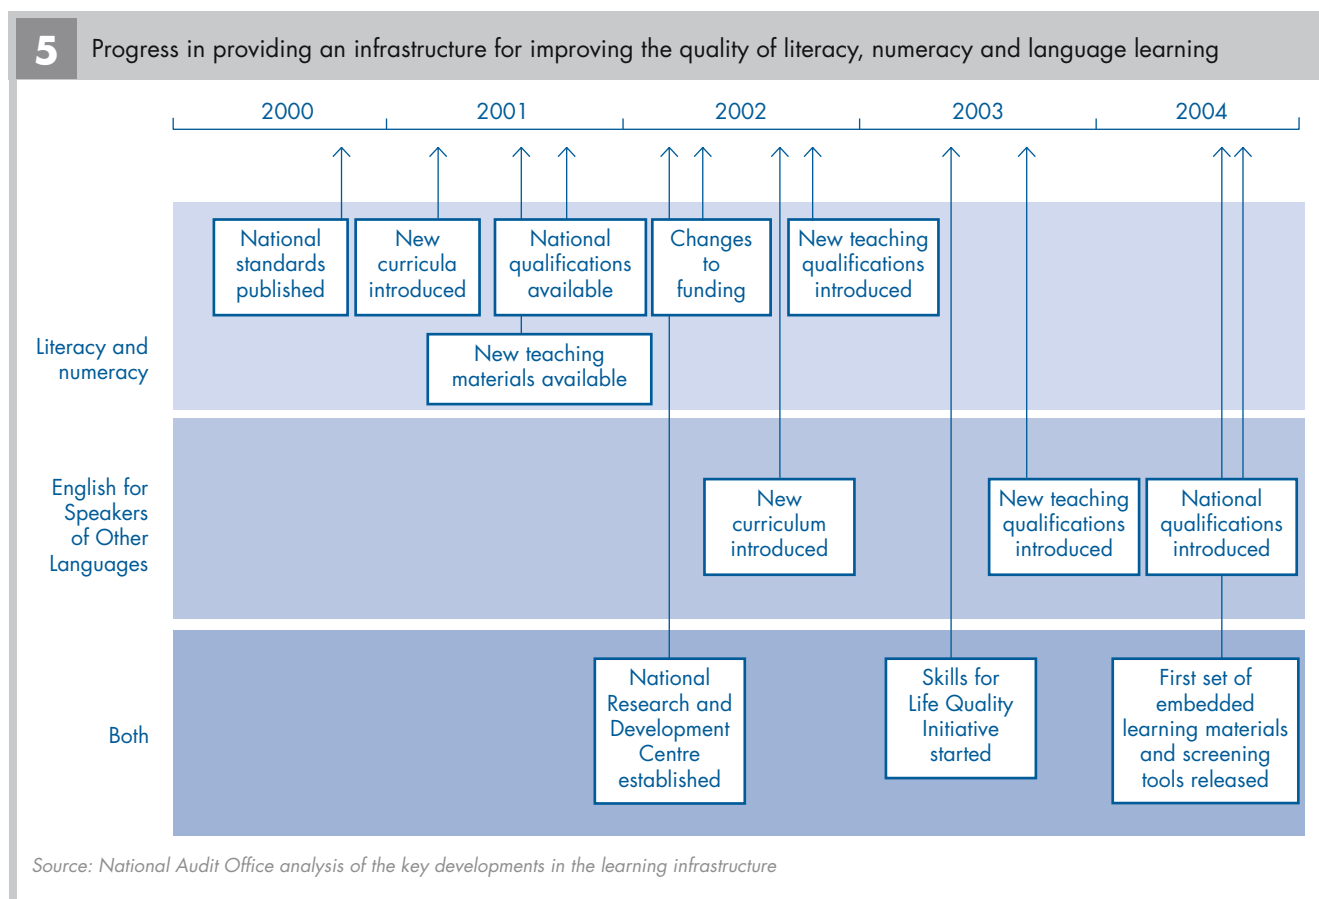 5 Progress in providing an infrastructure for improving the quality of literacy, numeracy and language learning
2000 2001 2002 2003 2004
Literacy and
numeracy
National
standards
published
New
curricula
introduced
National
qualifications
available
Changes
to
funding
New teaching
qualifications
introduced
New teaching
materials available
English for
Speakers
of Other
Languages
New
curriculum
introduced
New teaching
qualifications
introduced
National
qualifications
introduced
Both
National
Research and
Development
Centre
established
Skills for
Life Quality
Initiative
started
First set of
embedded
learning materials
and screening
tools released
Source: National Audit Office analysis of the key developments in the learning infrastructure